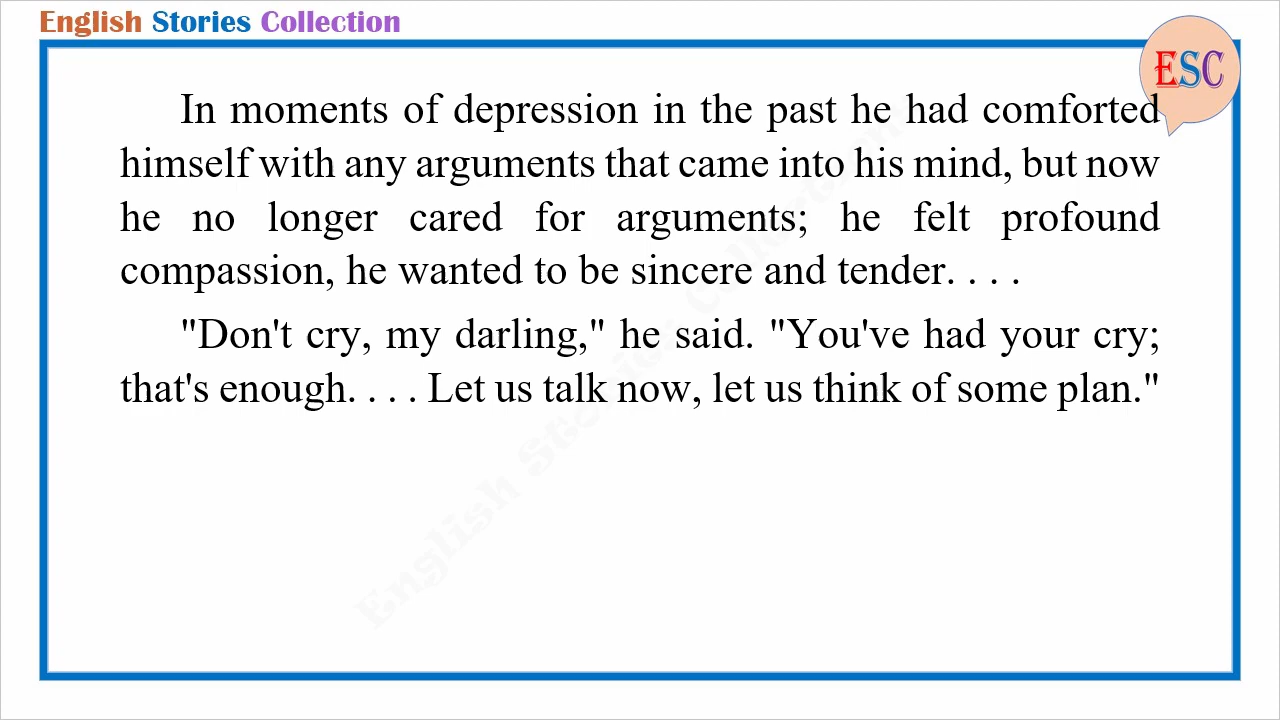 English Stories Collection
ESC
In moments of depression in the past he had comforted
himself with any arguments that came into his mind, but now
he no longer cared for arguments; he felt profound
compassion, he wanted to be sincere and tender. . . .
"Don't cry, my darling," he said. "You've had your cry;
that's enough. . . . Let us talk now, let us think of some plan."
English Stories Collections